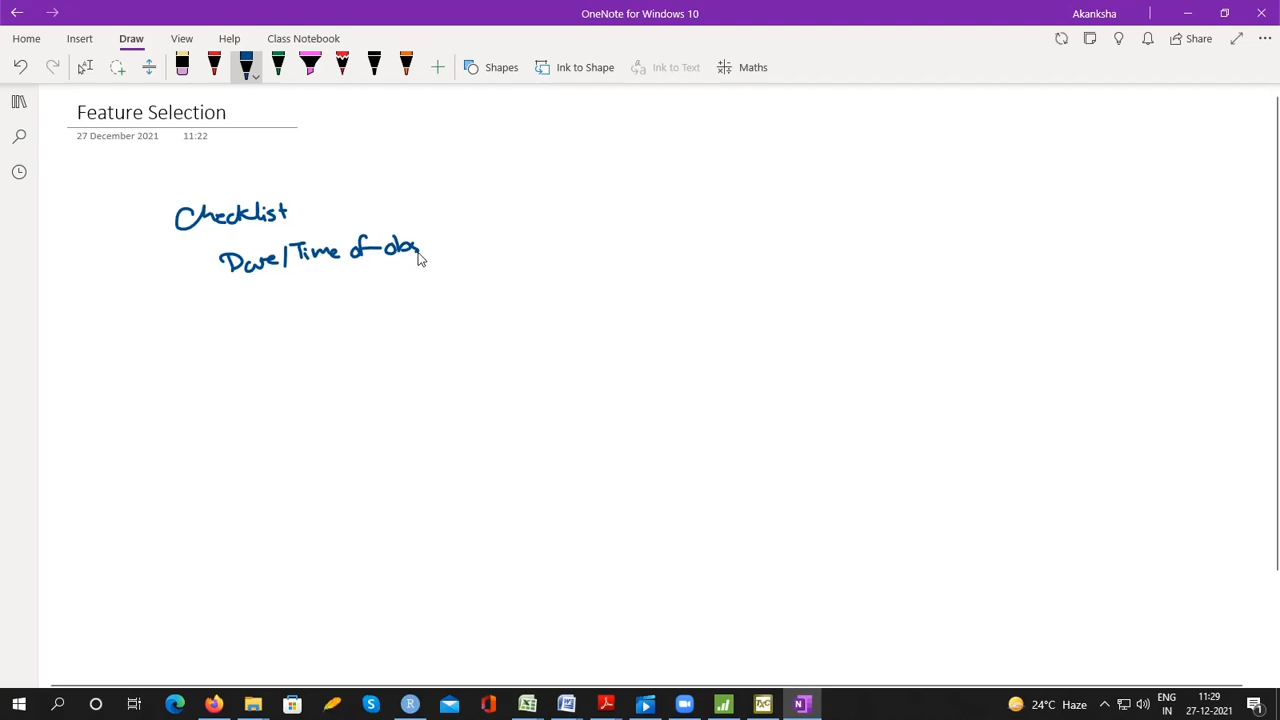 OneNote for Windows 10
Akanksha
Home Insert Draw View Help Class Notebook
Share
Shapes Ink to Shape Ink to Text Maths
Feature Selection
27 December 2021 11:22
Checklist
Date/Time of obs
24°C Haze
ENG
IN
11:29
27-12-2021